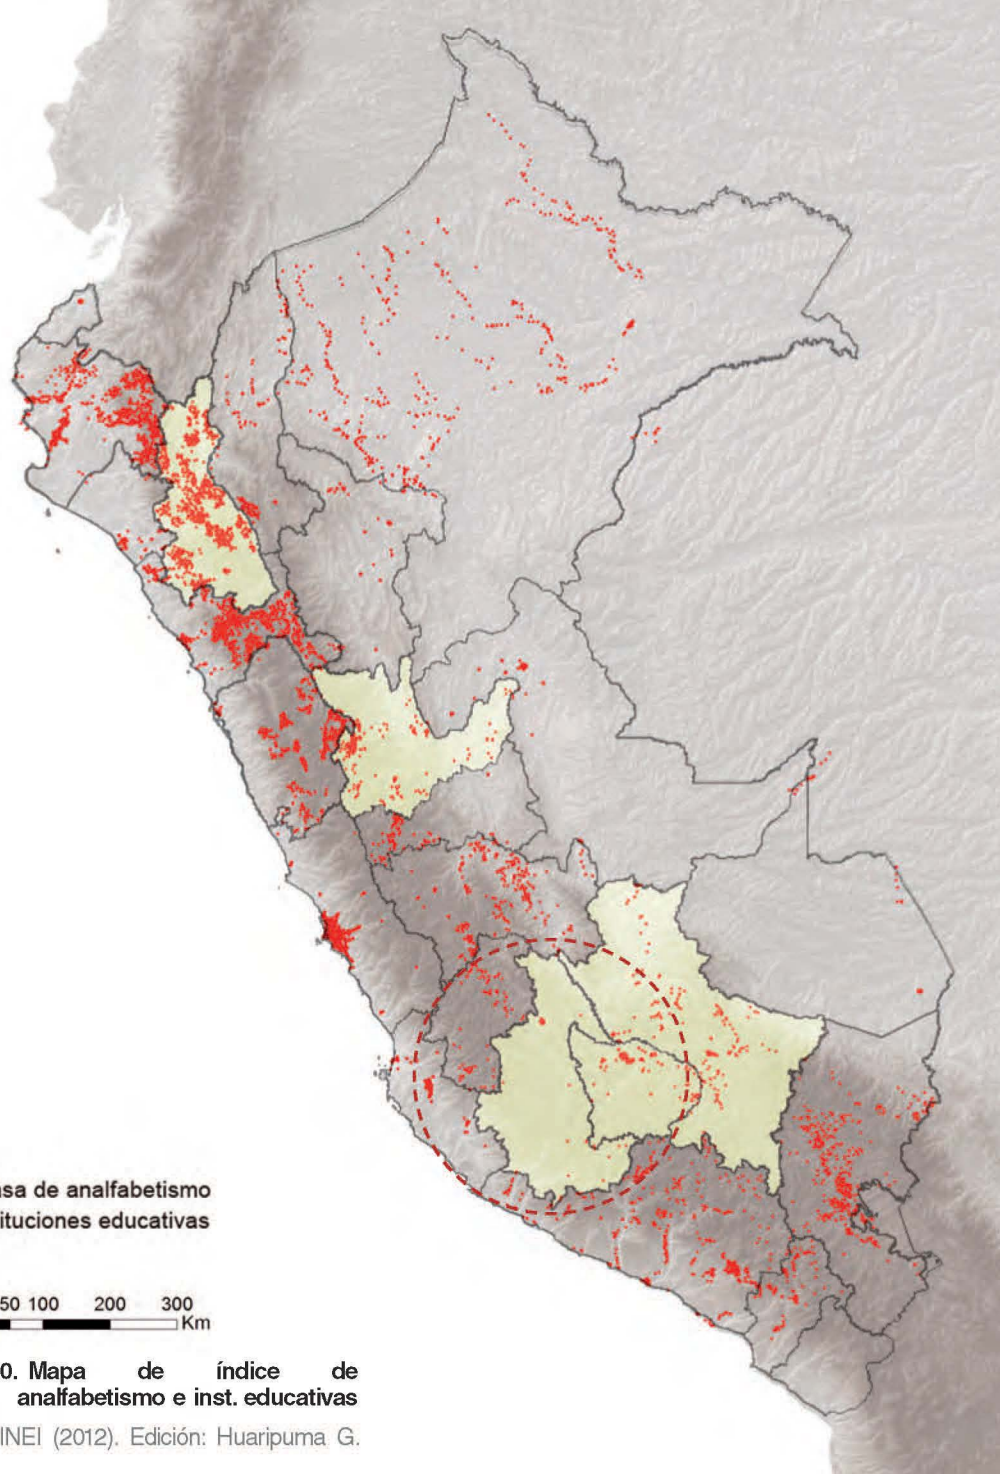 asa de analfabetismo
ituciones educativas
50 100 200 300
Km
0. Mapa de índice de
analfabetismo e inst. educativas
INEI (2012). Edición: Huaripuma G.